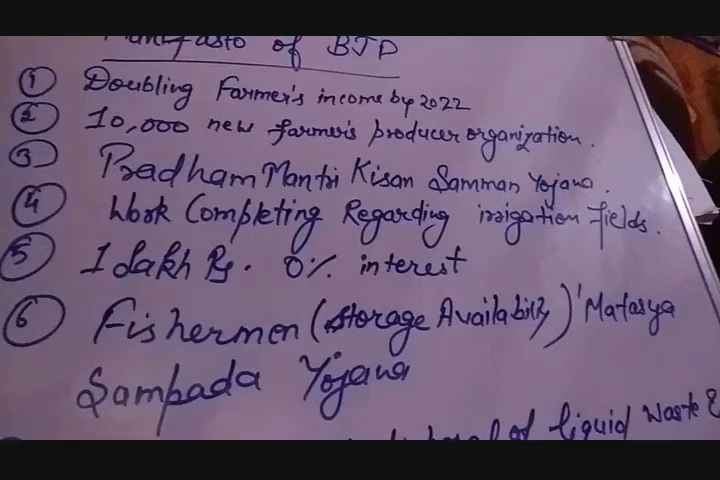 Manifasto of BJP
① Doubling Farmer's income by 2022
② 10,000 new farmer's producer organization.
③ Pradham Mantri Kisan Samman Yojana.
④ Work Completing Regarding irrigation fields.
⑤ 1 Lakh Rs. 0% interest
⑥ Fishermen (storage Availability) 'Matasya
Sampada Yojana
of liquid waste &